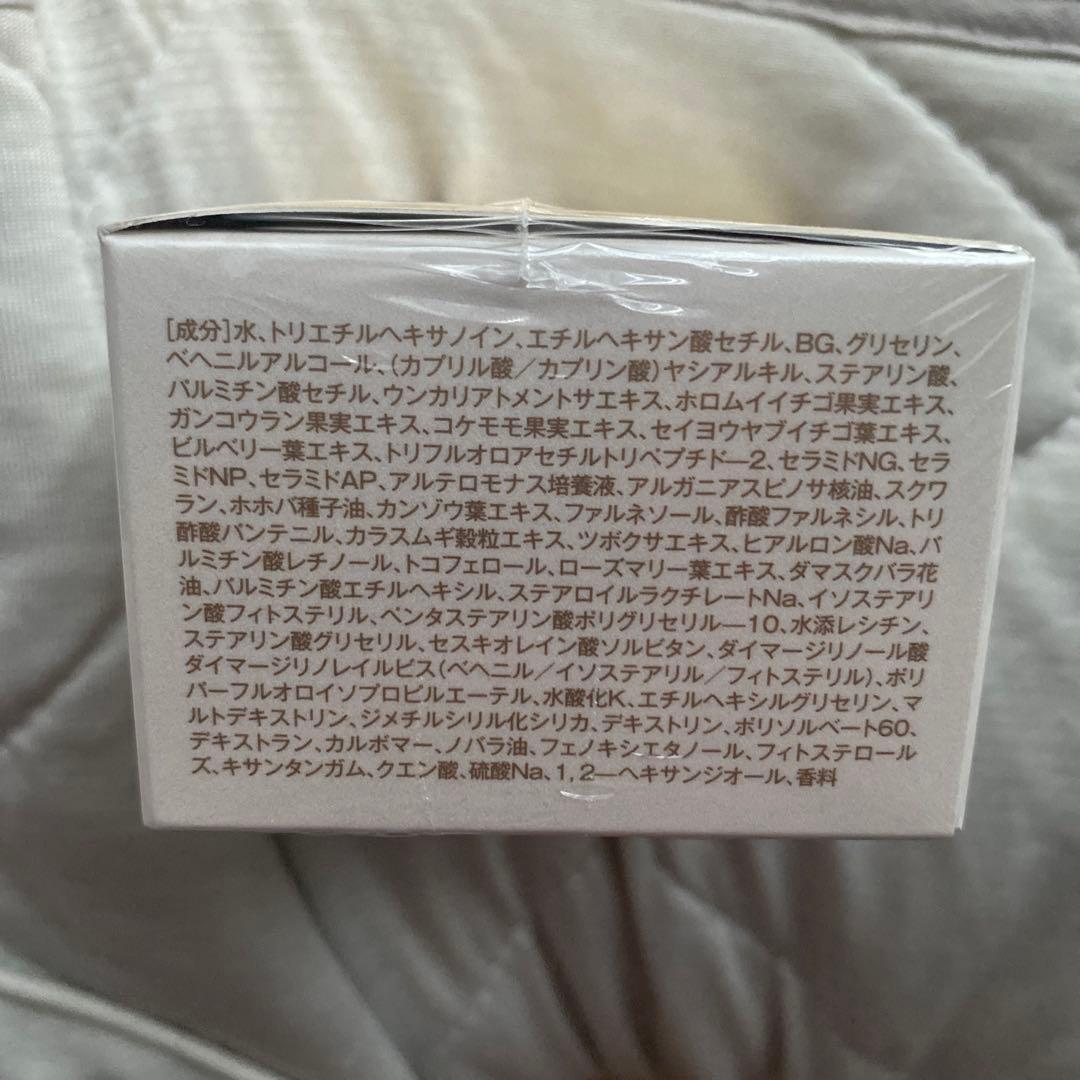 [成分]水、トリエチルヘキサノイン、エチルヘキサン酸セチル、BG、グリセリン、
ベヘニルアルコール、(カプリル酸／カプリン酸)ヤシアルキル、ステアリン酸、
パルミチン酸セチル、ウンカリアトメントサエキス、ホロムイイチゴ果実エキス、
ガンコウラン果実エキス、コケモモ果実エキス、セイヨウヤブイチゴ葉エキス、
ビルベリー葉エキス、トリフルオロアセチルトリペプチド―2、セラミドNG、セラ
ミドNP、セラミドAP、アルテロモナス培養液、アルガニアスピノサ核油、スクワ
ラン、ホホバ種子油、カンゾウ葉エキス、ファルネソール、酢酸ファルネシル、トリ
酢酸パンテニル、カラスムギ穀粒エキス、ツボクサエキス、ヒアルロン酸Na、パ
ルミチン酸レチノール、トコフェロール、ローズマリー葉エキス、ダマスクバラ花
油、パルミチン酸エチルヘキシル、ステアロイルラクチレートNa、イソステアリ
ン酸フィトステリル、ペンタステアリン酸ポリグリセリル―10、水添レシチン、
ステアリン酸グリセリル、セスキオレイン酸ソルビタン、ダイマージリノール酸
ダイマージリノレイルビス(ベヘニル／イソステアリル／フィトステリル)、ポリ
パーフルオロイソプロピルエーテル、水酸化K、エチルヘキシルグリセリン、マ
ルトデキストリン、ジメチルシリル化シリカ、デキストリン、ポリソルベート60、
デキストラン、カルボマー、ノバラ油、フェノキシエタノール、フィトステロール
ズ、キサンタンガム、クエン酸、硫酸Na、1,2―ヘキサンジオール、香料